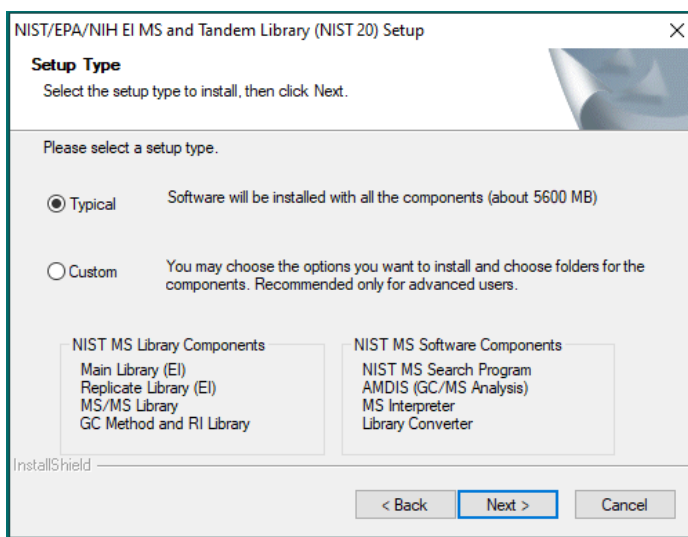 NIST/EPA/NIH EI MS and Tandem Library (NIST 20) Setup
Setup Type
Select the setup type to install, then click Next.
Please select a setup type.
Typical
Software will be installed with all the components (about 5600 MB)
Custom
You may choose the options you want to install and choose folders for the
components. Recommended only for advanced users.
NIST MS Library Components
Main Library (EI)
Replicate Library (EI)
MS/MS Library
GC Method and RI Library
NIST MS Software Components
NIST MS Search Program
AMDIS (GC/MS Analysis)
MS Interpreter
Library Converter
InstallShield
< Back
Next >
Cancel